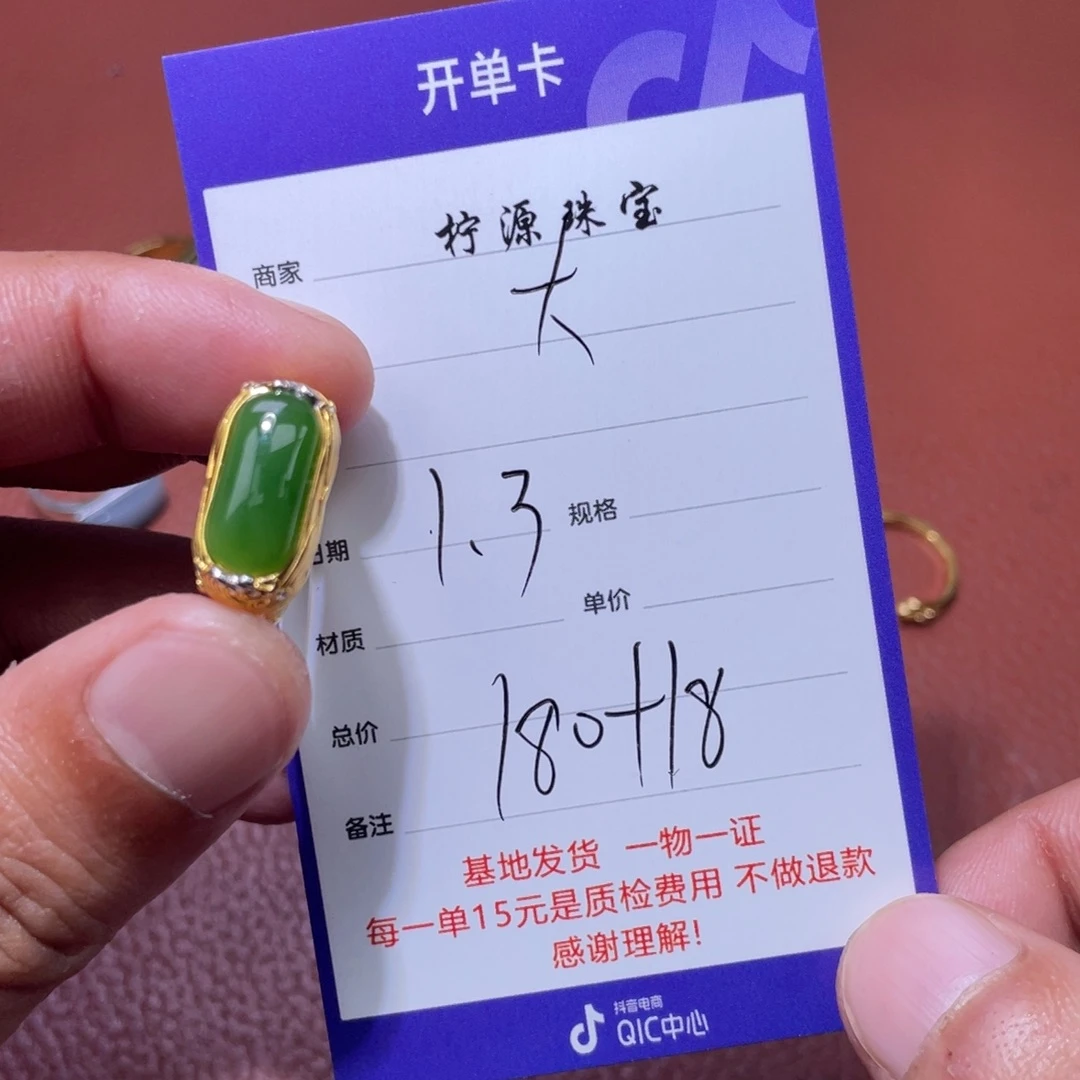 开单卡
商家 柠源珠宝
大
日期 1.3 规格
材质 单价
总价 180+18
备注
基地发货 一物一证
每一单15元是质检费用 不做退款
感谢理解!
抖音电商
QIC中心